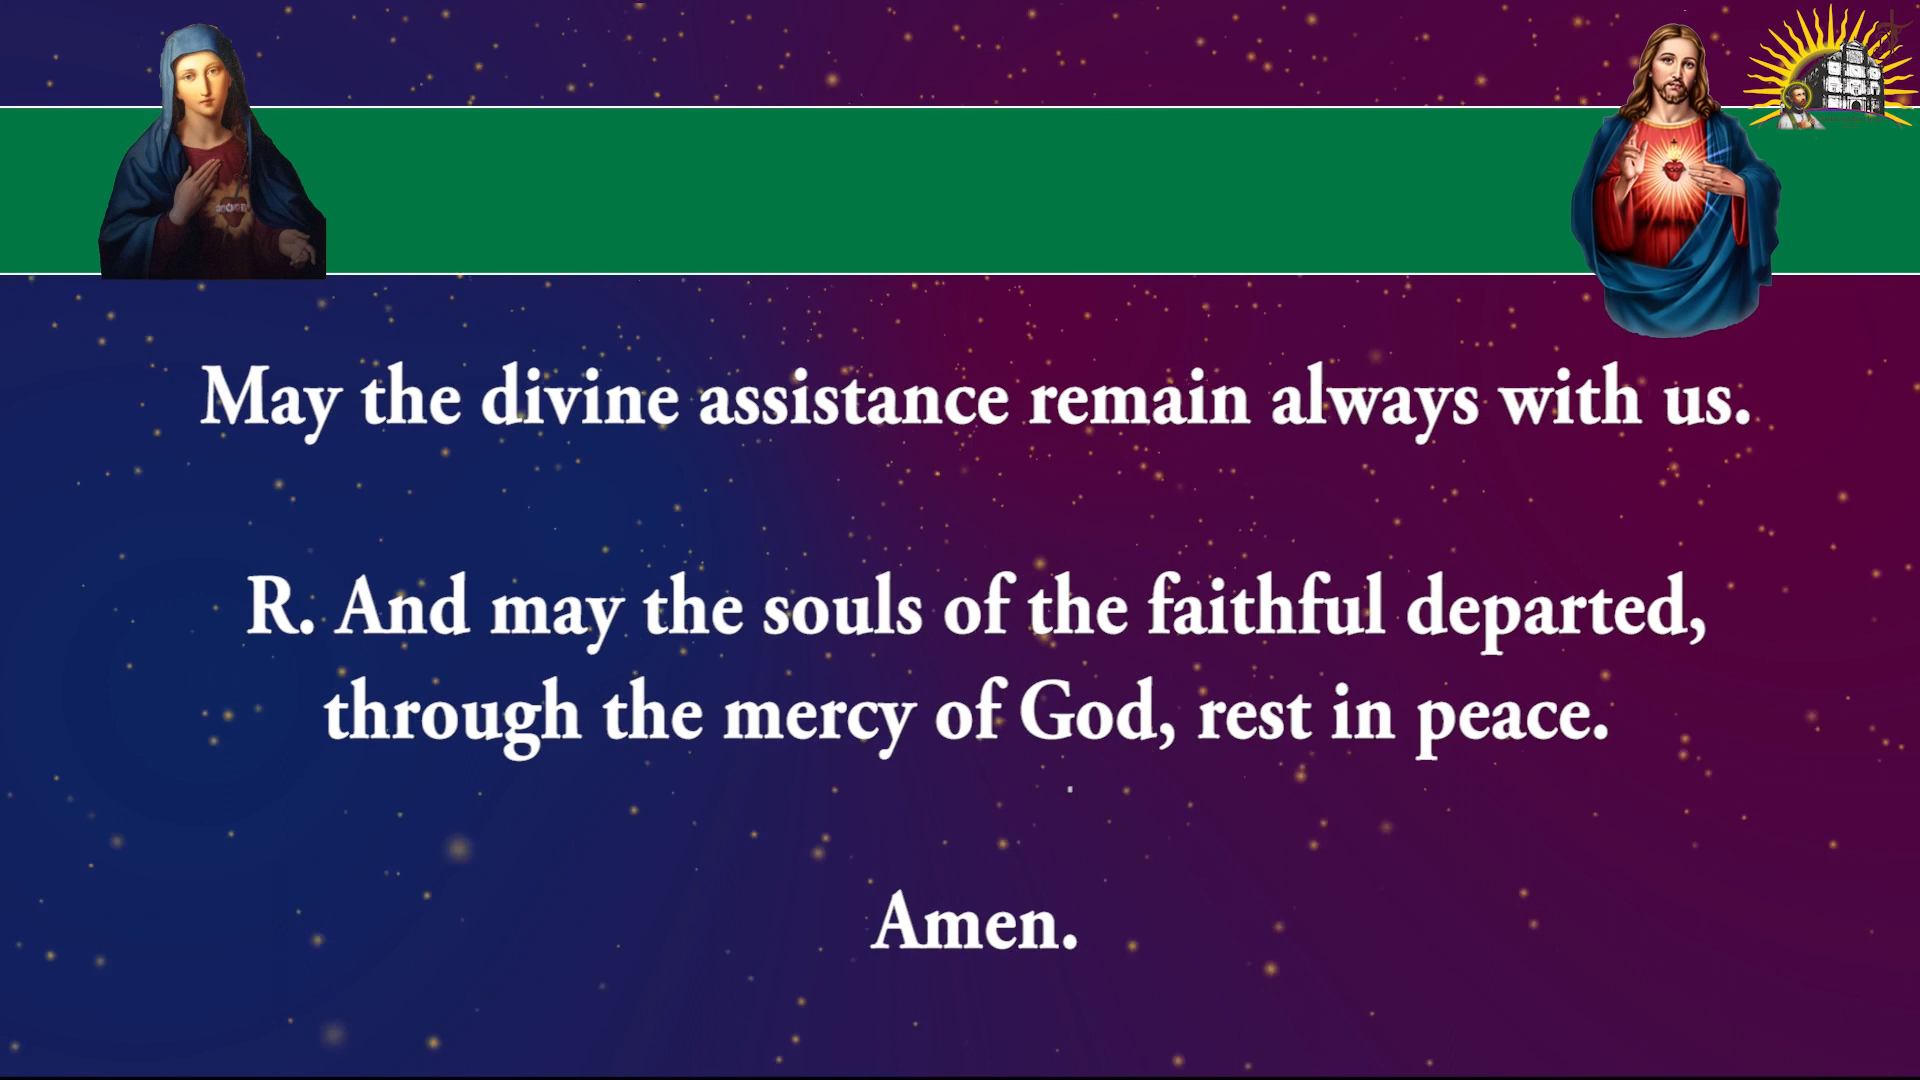 May the divine assistance remain always with us.
R. And may the souls of the faithful departed,
through the mercy of God, rest in peace.
Amen.